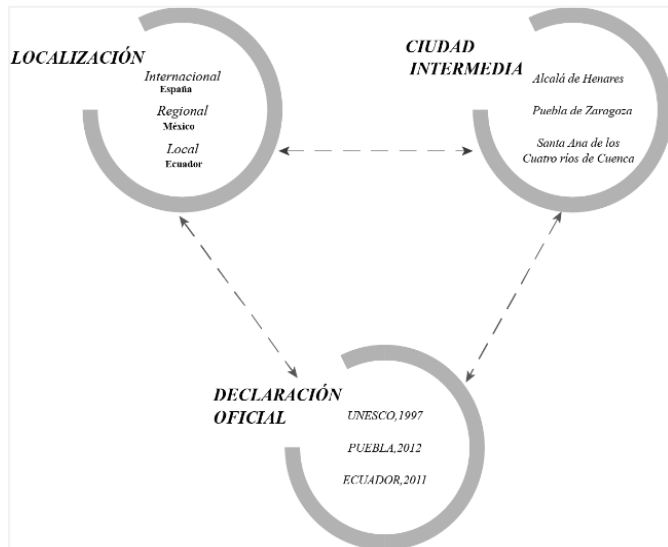 LOCALIZACIÓN
Internacional
España
Regional
México
Local
Ecuador
CIUDAD
INTERMEDIA
Alcalá de Henares
Puebla de Zaragoza
Santa Ana de los
Cuatro ríos de Cuenca
DECLARACIÓN
OFICIAL
UNESCO,1997
PUEBLA,2012
ECUADOR,2011